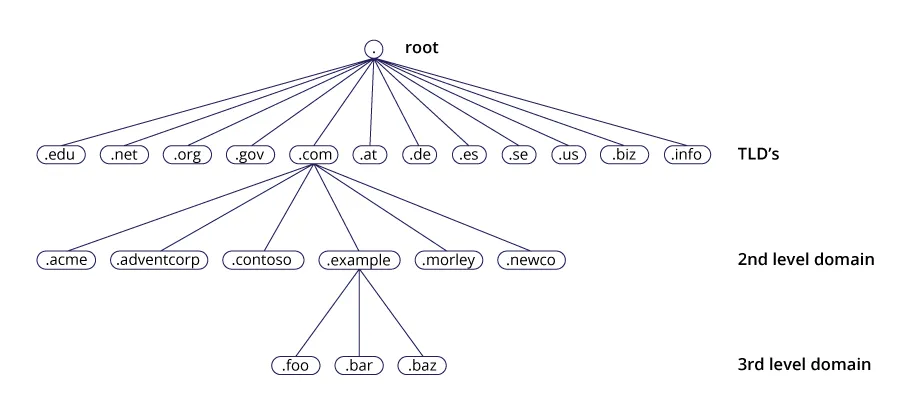 . root
.edu .net .org .gov .com .at .de .es .se .us .biz .info TLD’s
.acme .adventcorp .contoso .example .morley .newco 2nd level domain
.foo .bar .baz 3rd level domain